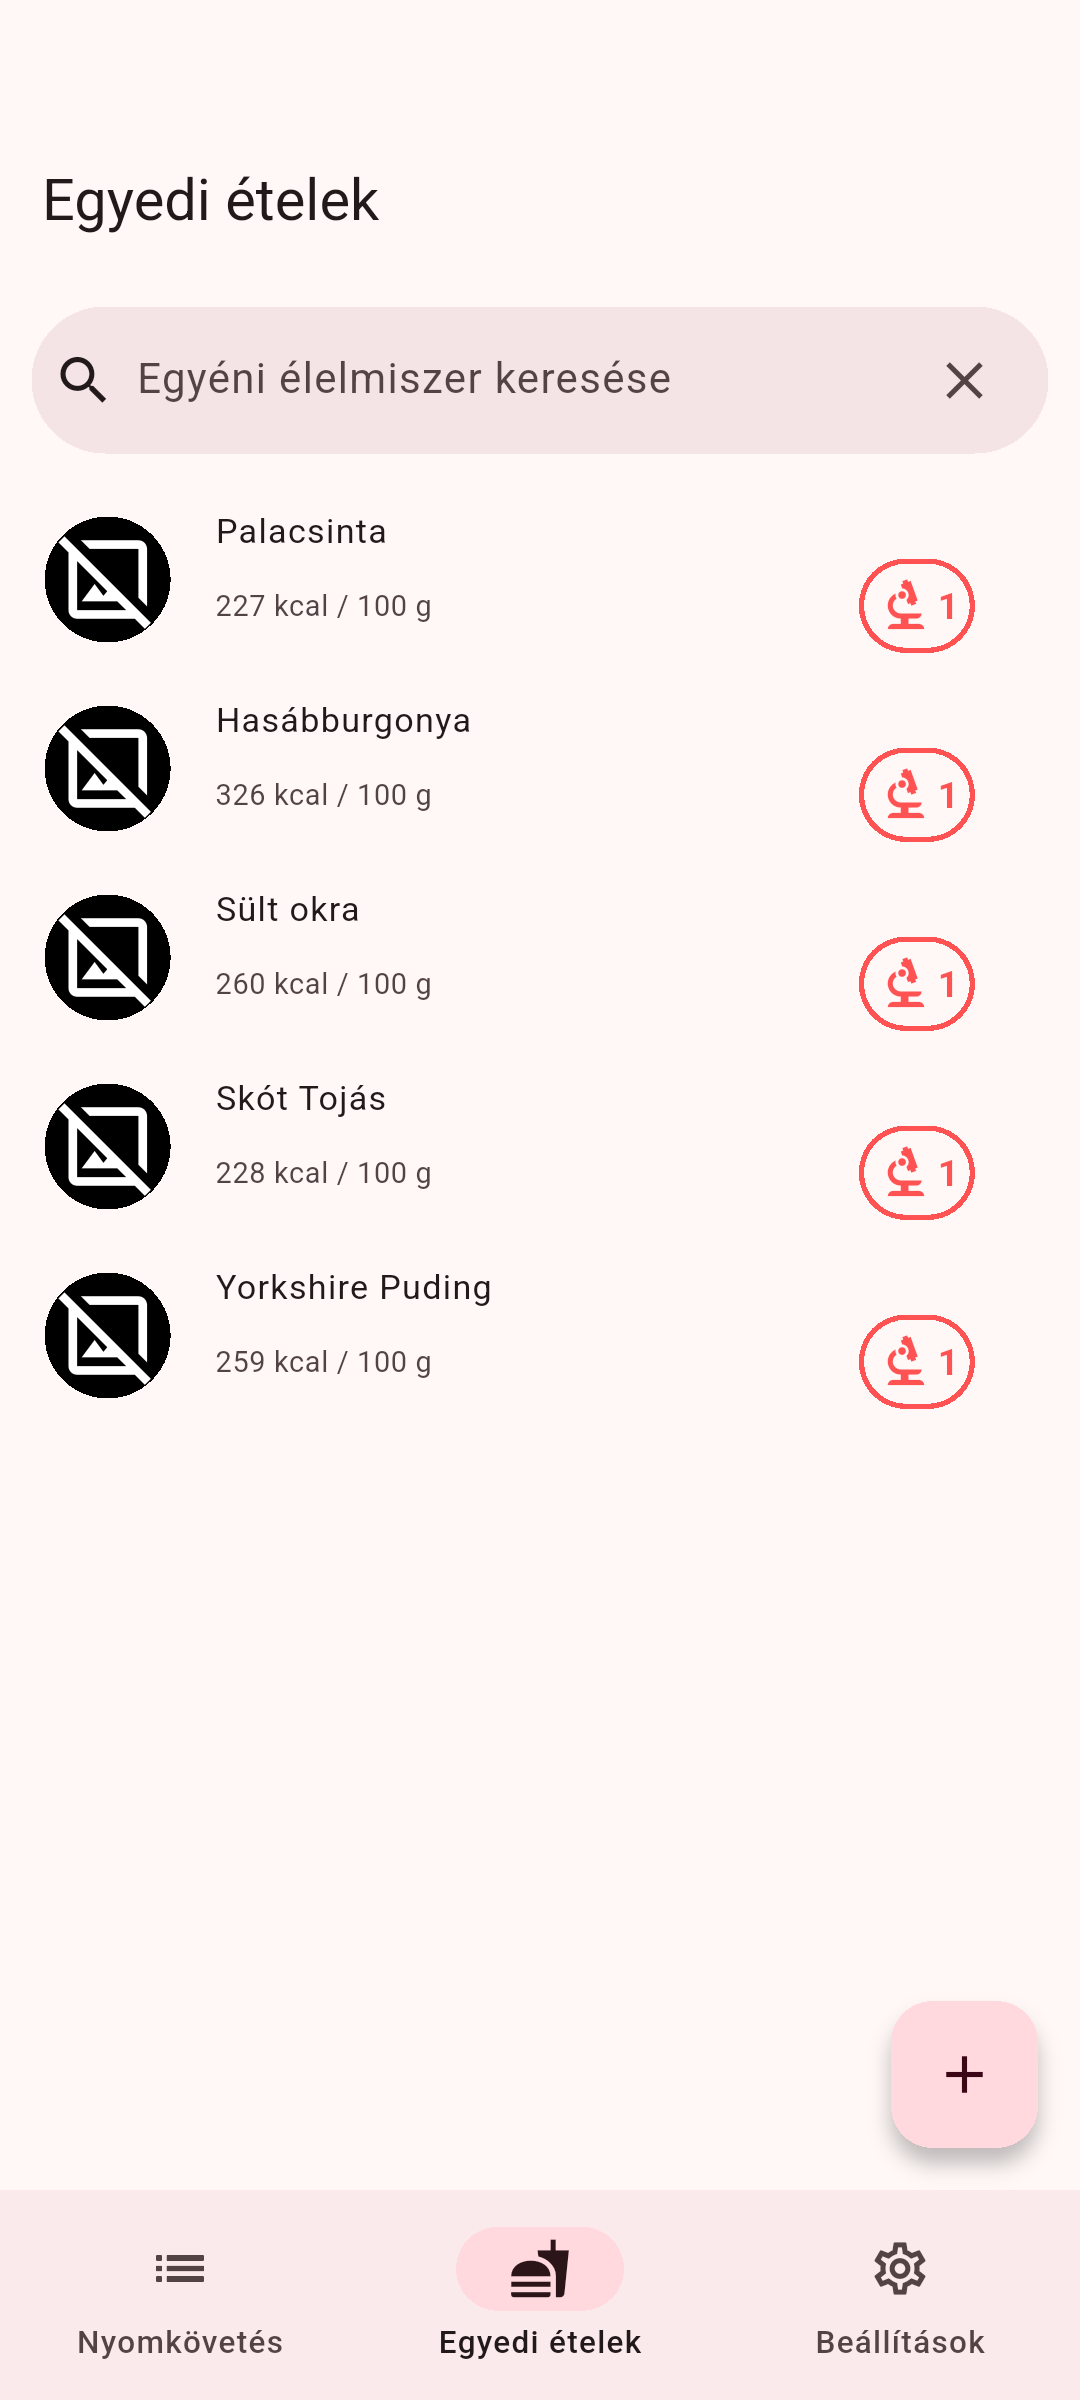 Egyedi ételek
Egyéni élelmiszer keresése
Palacsinta
227 kcal / 100 g
1
Hasábburgonya
326 kcal / 100 g
1
Sült okra
260 kcal / 100 g
1
Skót Tojás
228 kcal / 100 g
1
Yorkshire Puding
259 kcal / 100 g
1
Nyomkövetés
Egyedi ételek
Beállítások